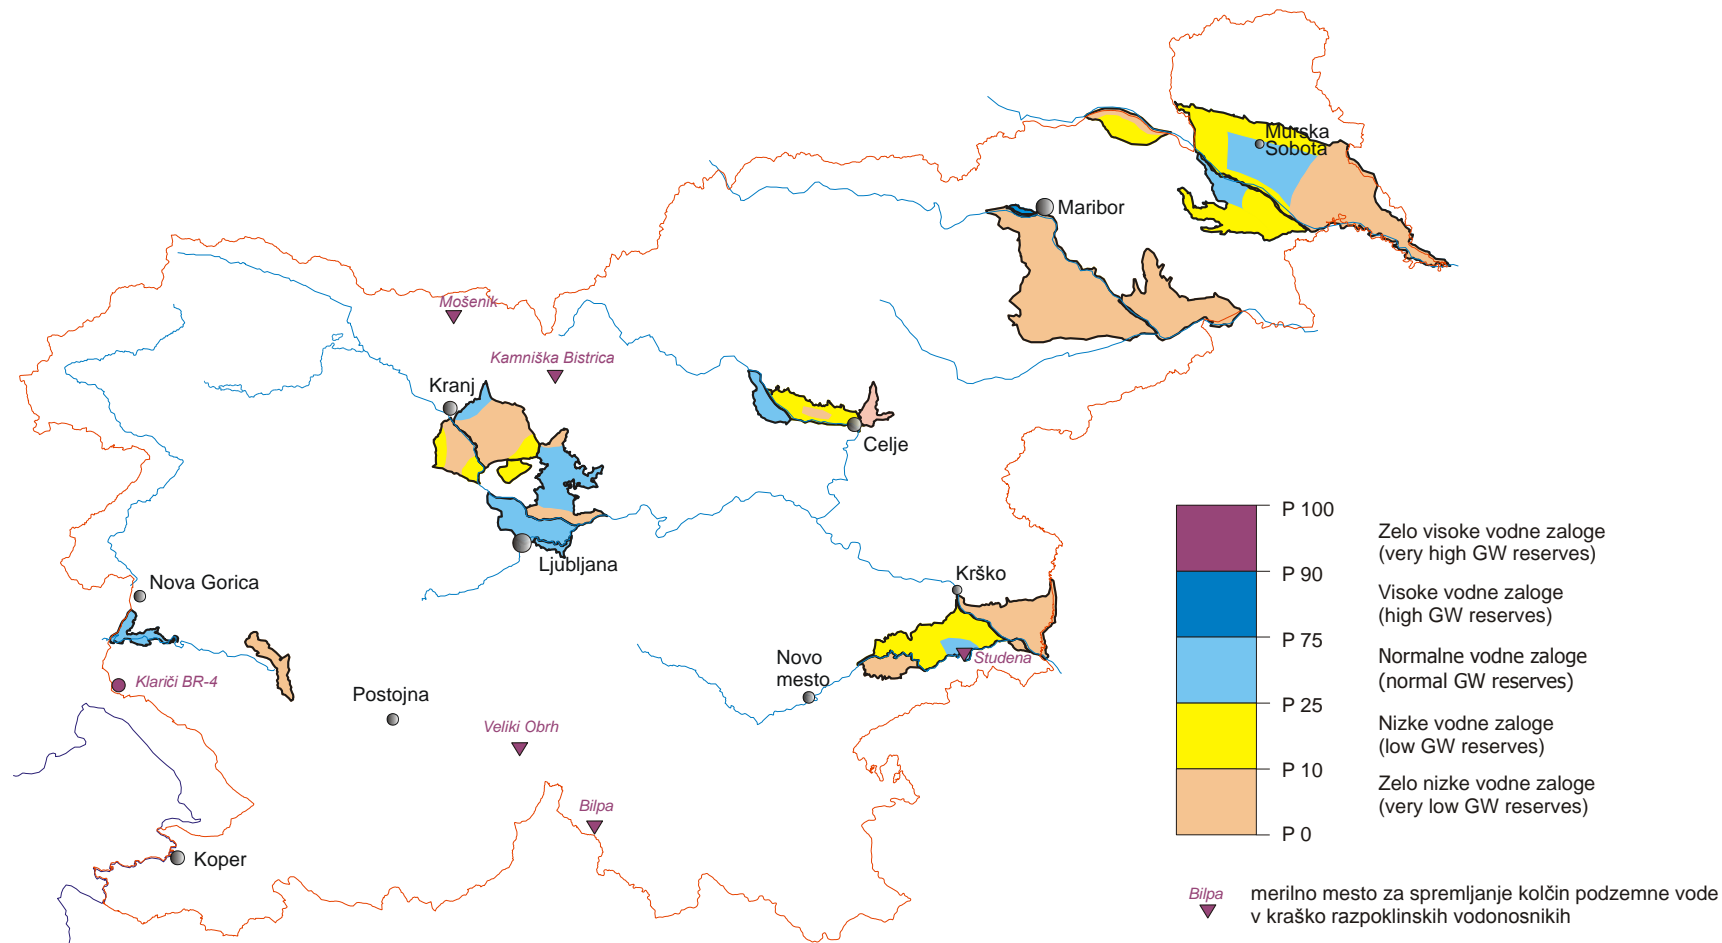 Murska
Sobota
Maribor
Mošenik
Kamniška Bistrica
Kranj
Celje
Ljubljana
Nova Gorica
Krško
Novo
mesto
Studena
Klariči BR-4
Postojna
Veliki Obrh
Bilpa
Koper
P 100
Zelo visoke vodne zaloge
(very high GW reserves)
P 90
Visoke vodne zaloge
(high GW reserves)
P 75
Normalne vodne zaloge
(normal GW reserves)
P 25
Nizke vodne zaloge
(low GW reserves)
P 10
Zelo nizke vodne zaloge
(very low GW reserves)
P 0
Bilpa
merilno mesto za spremljanje kolčin podzemne vode
v kraško razpoklinskih vodonosnikih